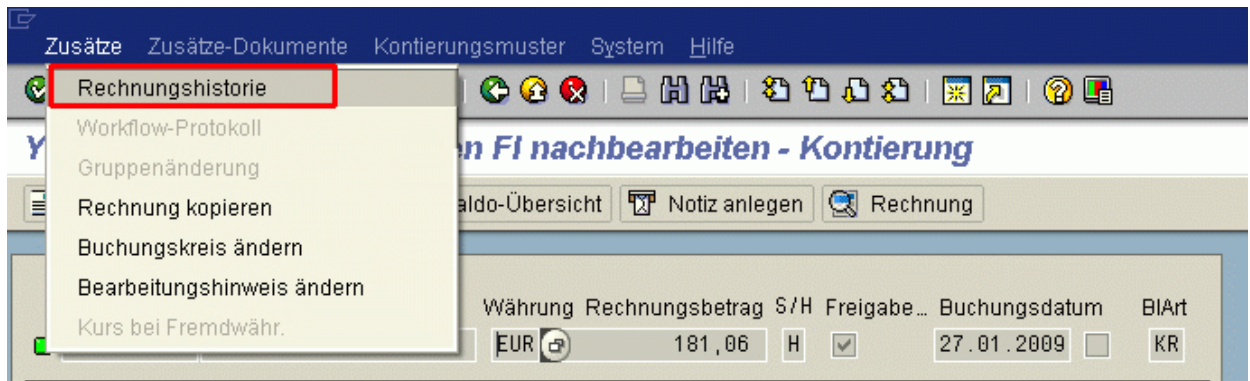 Zusätze Zusätze-Dokumente Kontierungsmuster System Hilfe
Rechnungshistorie
Workflow-Protokoll
Y n FI nachbearbeiten - Kontierung
Gruppenänderung
Rechnung kopieren aldo-Übersicht Notiz anlegen Rechnung
Buchungskreis ändern
Bearbeitungshinweis ändern
Währung Rechnungsbetrag S/H Freigabe... Buchungsdatum BlArt
Kurs bei Fremdwähr.
EUR 181,06 H 27.01.2009 KR